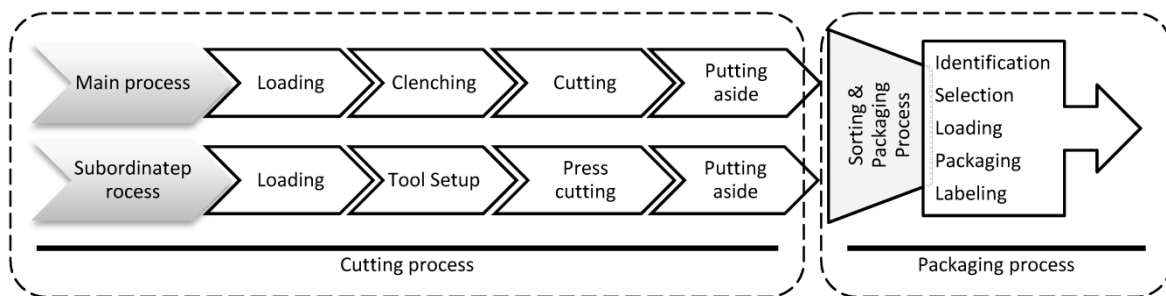 Main process
Loading
Clenching
Cutting
Putting
aside
Subordinatep
rocess
Loading
Tool Setup
Press
cutting
Putting
aside
Cutting process
Sorting &
Packaging
Process
Identification
Selection
Loading
Packaging
Labeling
Packaging process